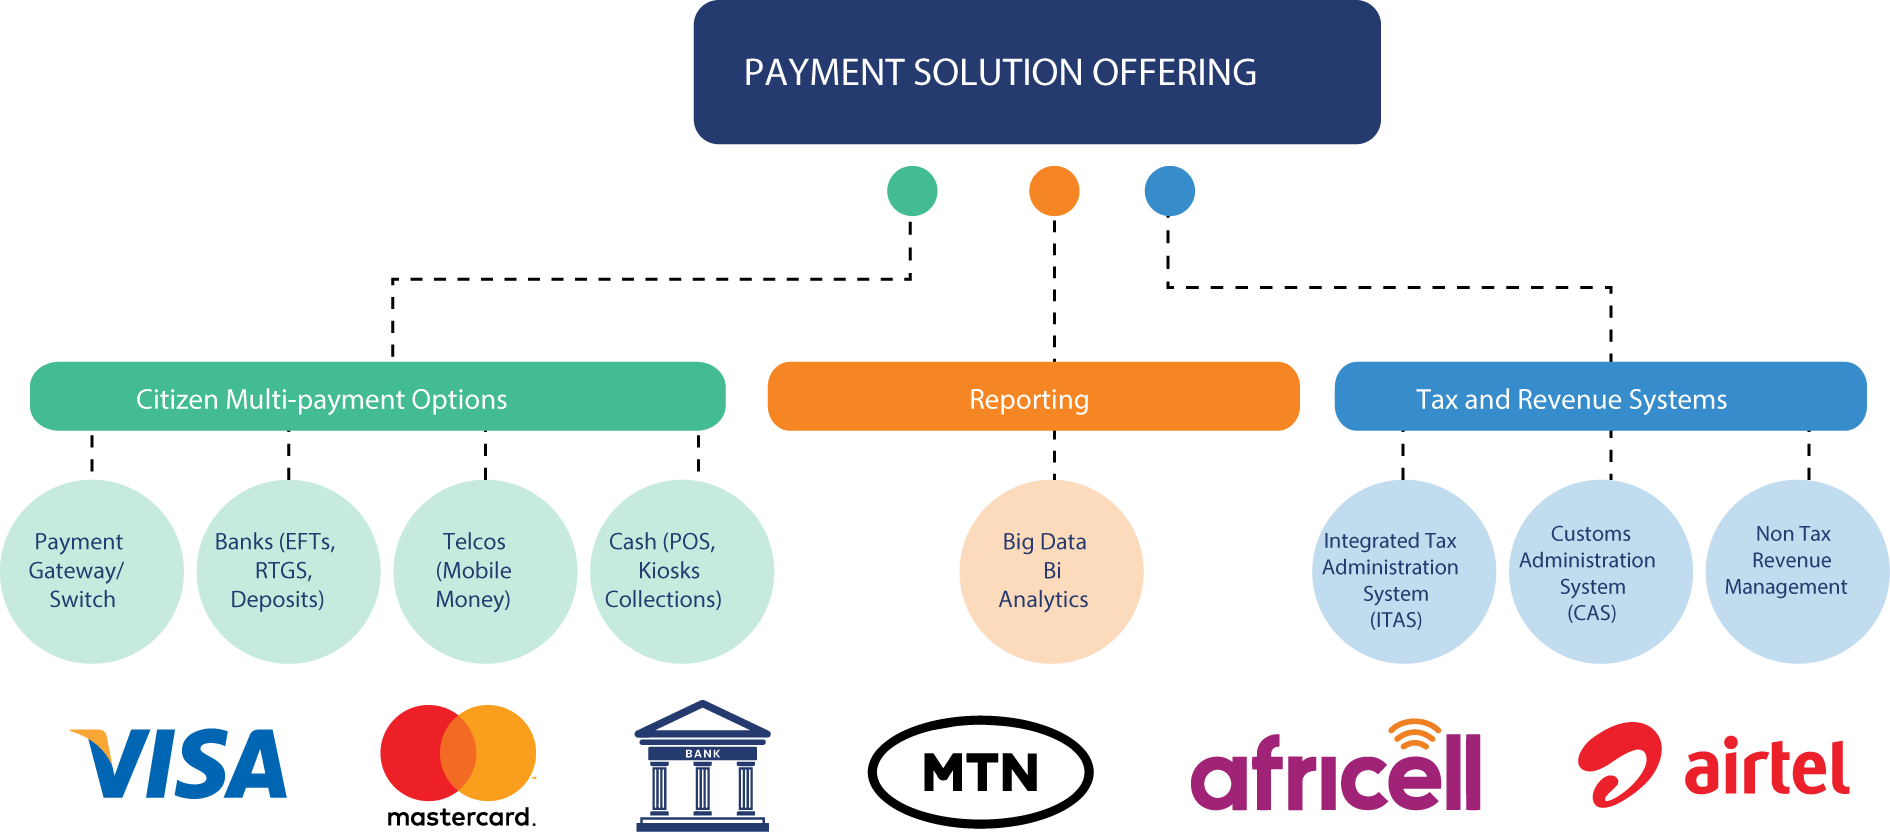 PAYMENT SOLUTION OFFERING
Citizen Multi-payment Options
Reporting
Tax and Revenue Systems
Payment
Gateway/
Switch
Banks (EFTs,
RTGS,
Deposits)
Telcos
(Mobile
Money)
Cash (POS,
Kiosks
Collections)
Big Data
Bi
Analytics
Integrated Tax
Administration
System
(ITAS)
Customs
Administration
System
(CAS)
Non Tax
Revenue
Management
VISA
mastercard.
BANK
MTN
africell
airtel